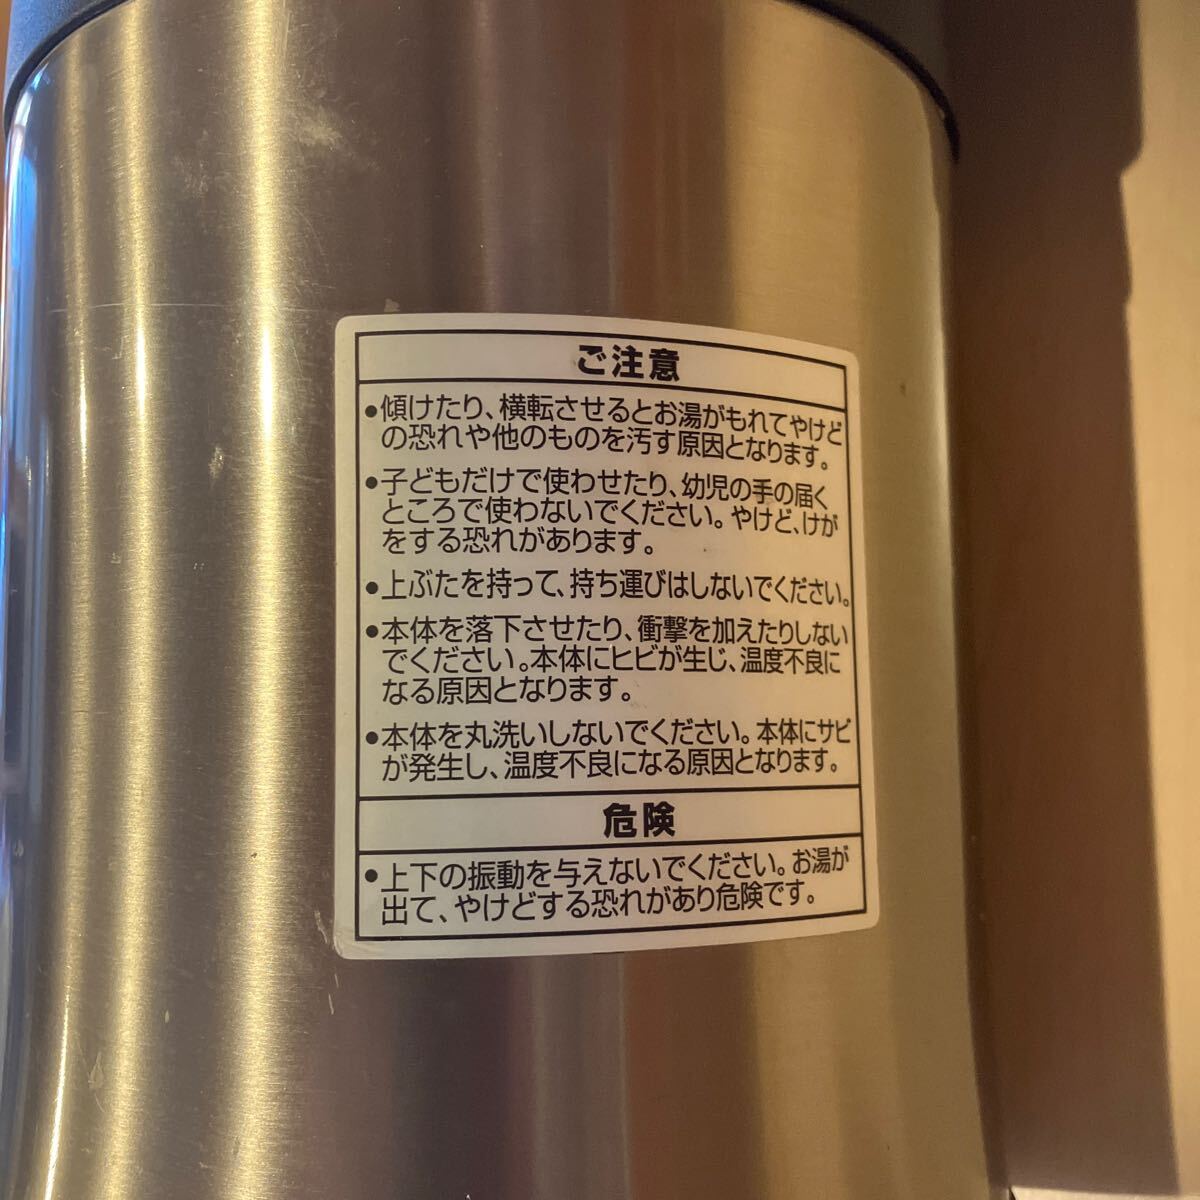 ご注意
•傾けたり、横転させるとお湯がもれてやけど
の恐れや他のものを汚す原因となります。
•子どもだけで使わせたり、幼児の手の届く
ところで使わないでください。やけど、けが
をする恐れがあります。
•上ぶたを持って、持ち運びはしないでください。
•本体を落下させたり、衝撃を加えたりしない
でください。本体にヒビが生じ、温度不良に
なる原因となります。
•本体を丸洗いしないでください。本体にサビ
が発生し、温度不良になる原因となります。
危険
•上下の振動を与えないでください。お湯が
出て、やけどする恐れがあり危険です。